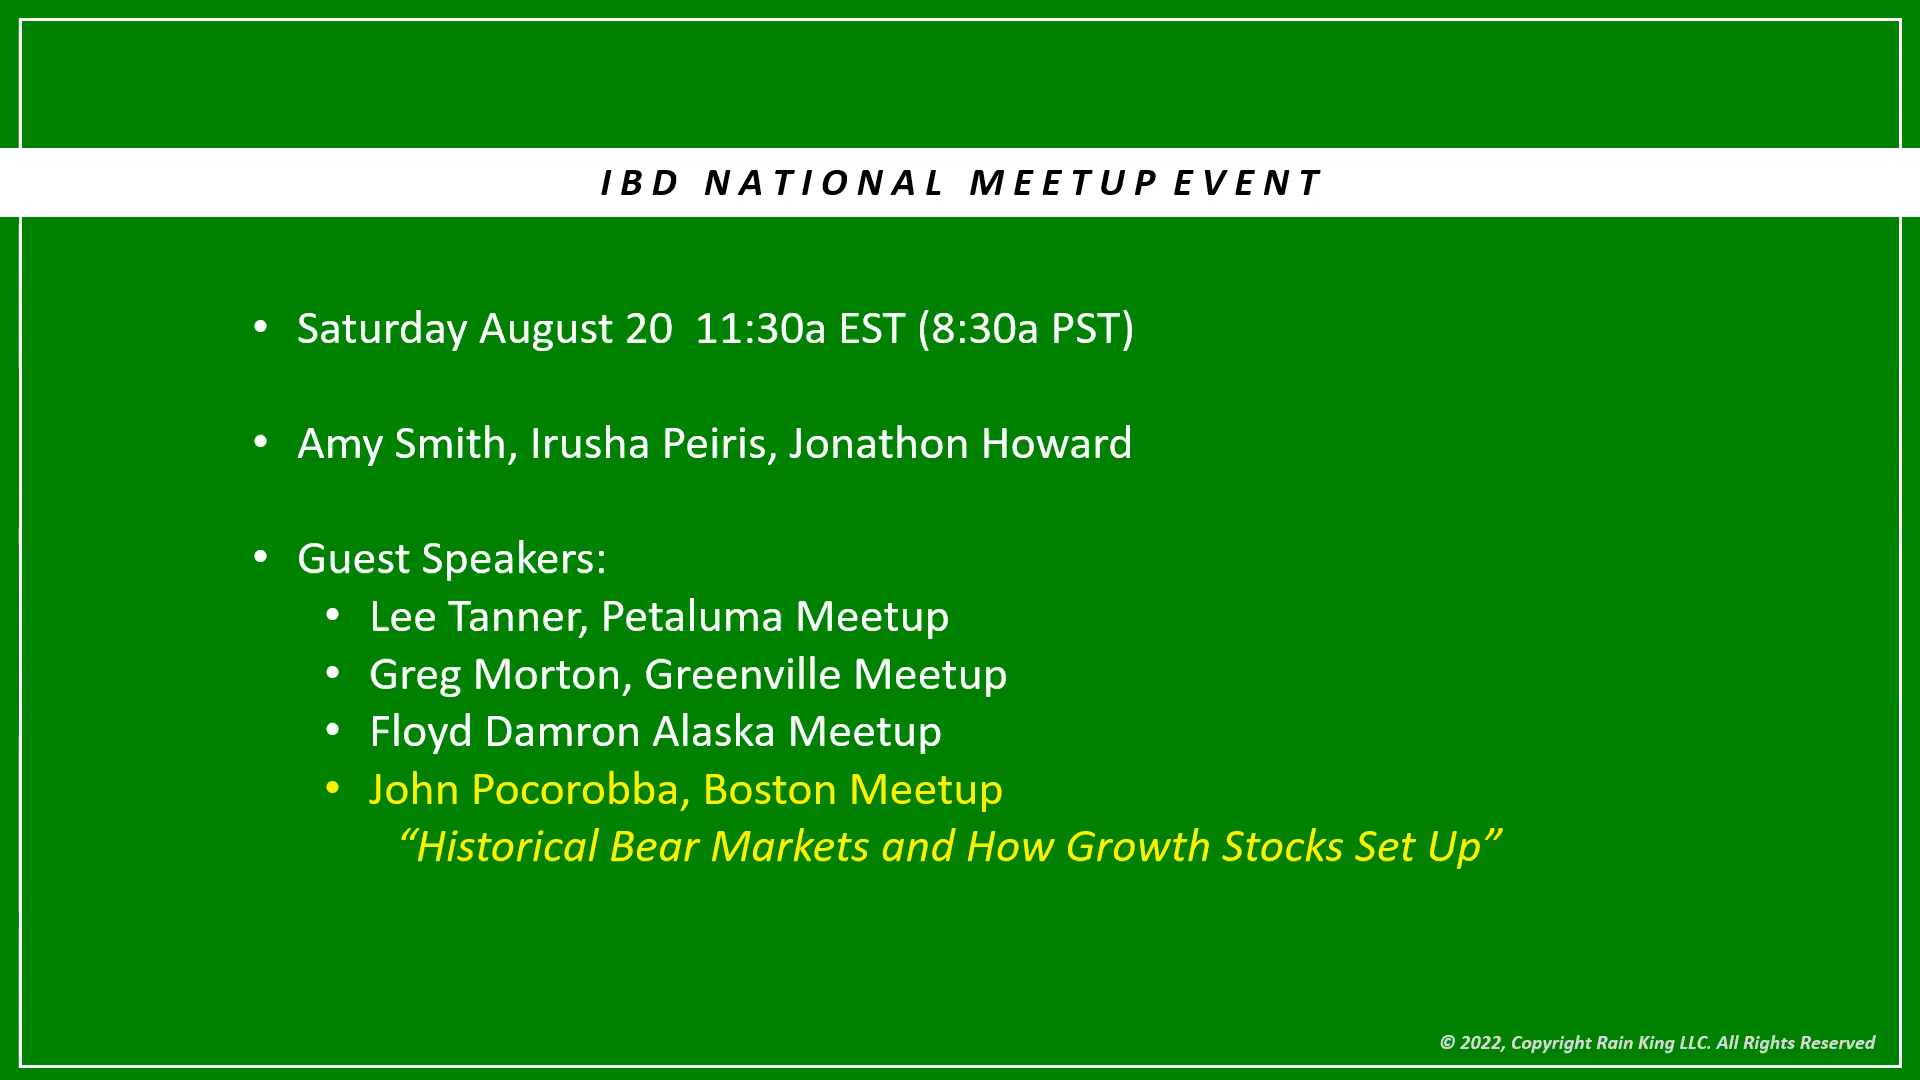 IBD NATIONAL MEETUP EVENT
• Saturday August 20 11:30a EST (8:30a PST)
• Amy Smith, Irusha Peiris, Jonathon Howard
• Guest Speakers:
• Lee Tanner, Petaluma Meetup
• Greg Morton, Greenville Meetup
• Floyd Damron Alaska Meetup
• John Pocorobba, Boston Meetup
“Historical Bear Markets and How Growth Stocks Set Up”
© 2022, Copyright Rain King LLC. All Rights Reserved